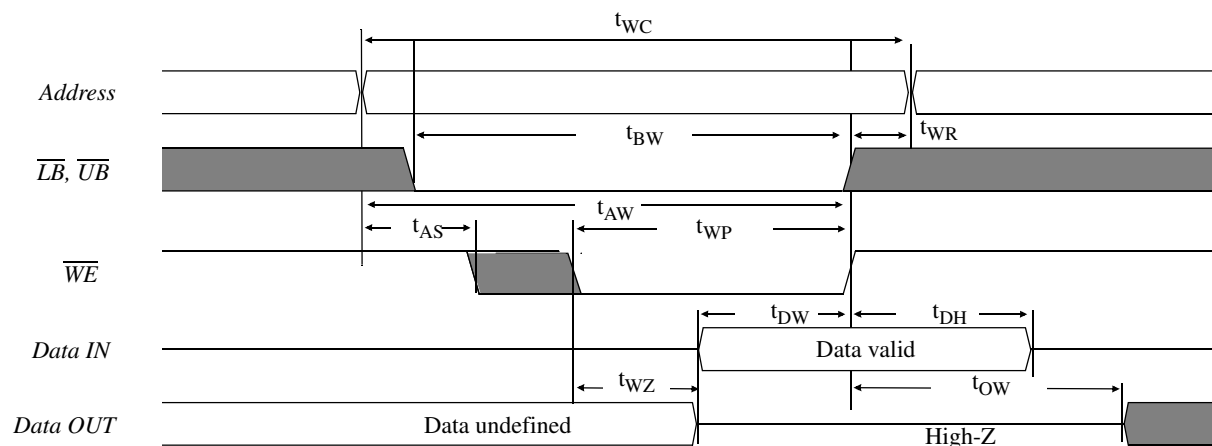 tWC
Address
tBW
tWR
LB, UB
tAW
tAS
tWP
WE
tDW
tDH
Data IN
Data valid
tWZ
tOW
Data OUT
Data undefined
High-Z